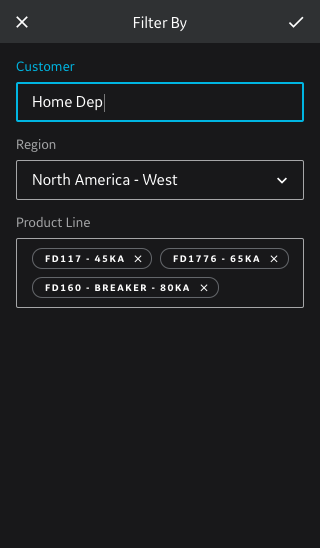 Filter By
Customer
Home Dep
Region
North America - West
Product Line
FD117 - 45KA
FD1776 - 65KA
FD160 - BREAKER - 80KA